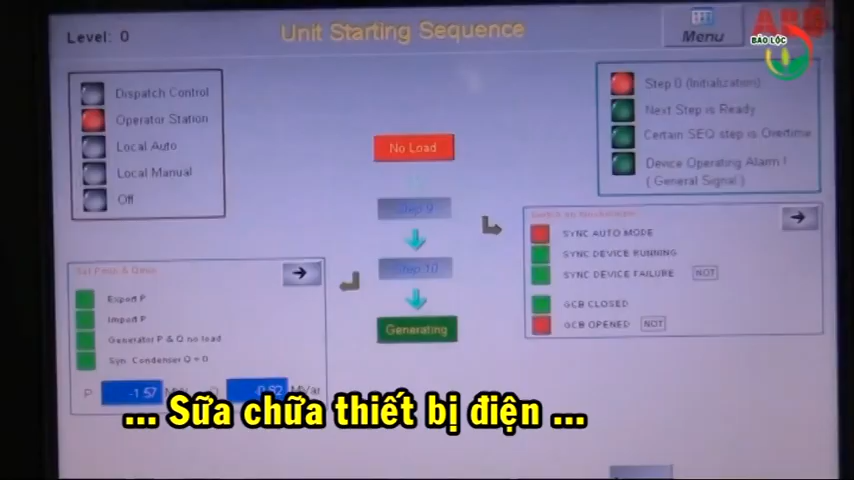 Level: 0
Unit Starting Sequence
Menu
ABB
BẢO LỘC
Dispatch Control
Operator Station
Local Auto
Local Manual
Off
No Load
Step 9
Step 10
Generating
Step 0 (Initialization)
Next Step is Ready
Certain SEQ step is Overtime
Device Operating Alarm !
( General Signal )
SYNC AUTO MODE
SYNC DEVICE RUNNING
SYNC DEVICE FAILURE NOT
GCB CLOSED
GCB OPENED NOT
Export P
Import P
Generator P & Q no load
Syn. Condenser Q = 0
P -1.57
... Sữa chữa thiết bị điện ...